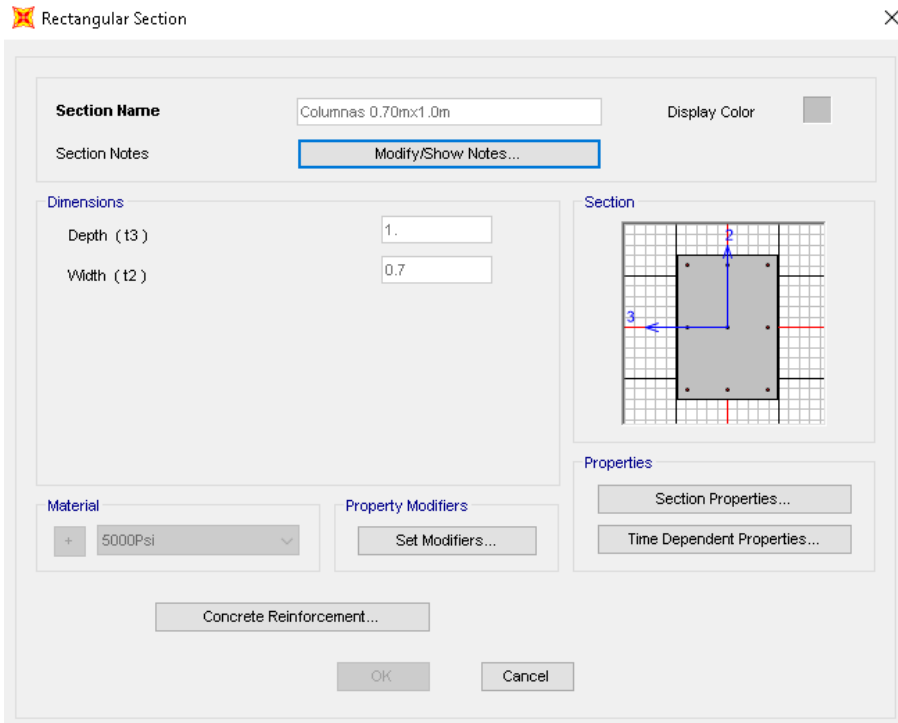 Rectangular Section
Section Name
Columnas 0.70mx1.0m
Display Color
Section Notes
Modify/Show Notes...
Dimensions
Depth ( t3 )
1.
Width ( t2 )
0.7
Section
2
3
Properties
Section Properties...
Time Dependent Properties...
Material
+
5000Psi
Property Modifiers
Set Modifiers...
Concrete Reinforcement...
OK
Cancel